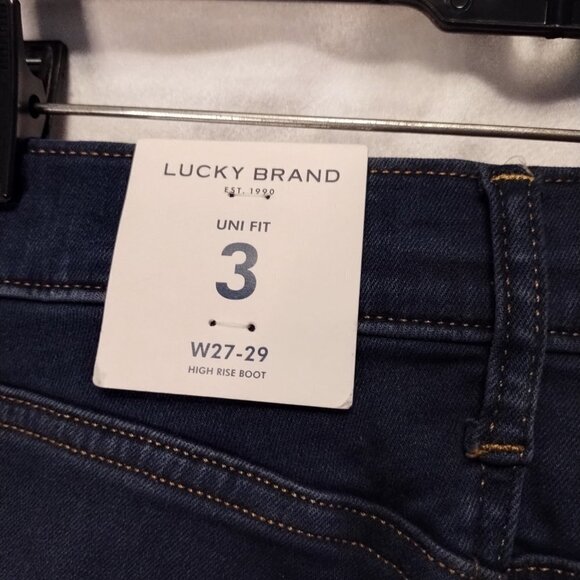 LUCKY BRAND
EST. 1990
UNI FIT
3
W27-29
HIGH RISE BOOT